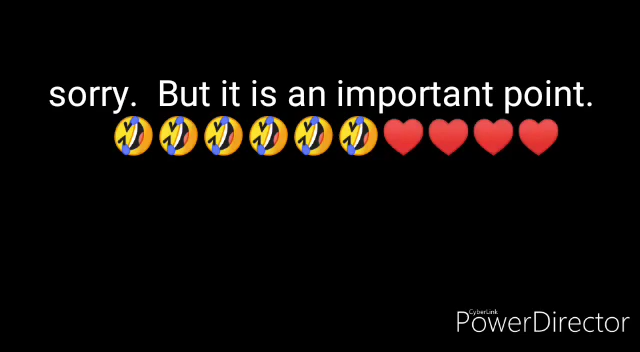 sorry.  But it is an important point.
🤣🤣🤣🤣🤣🤣♥♥♥♥
CyberLink
PowerDirector